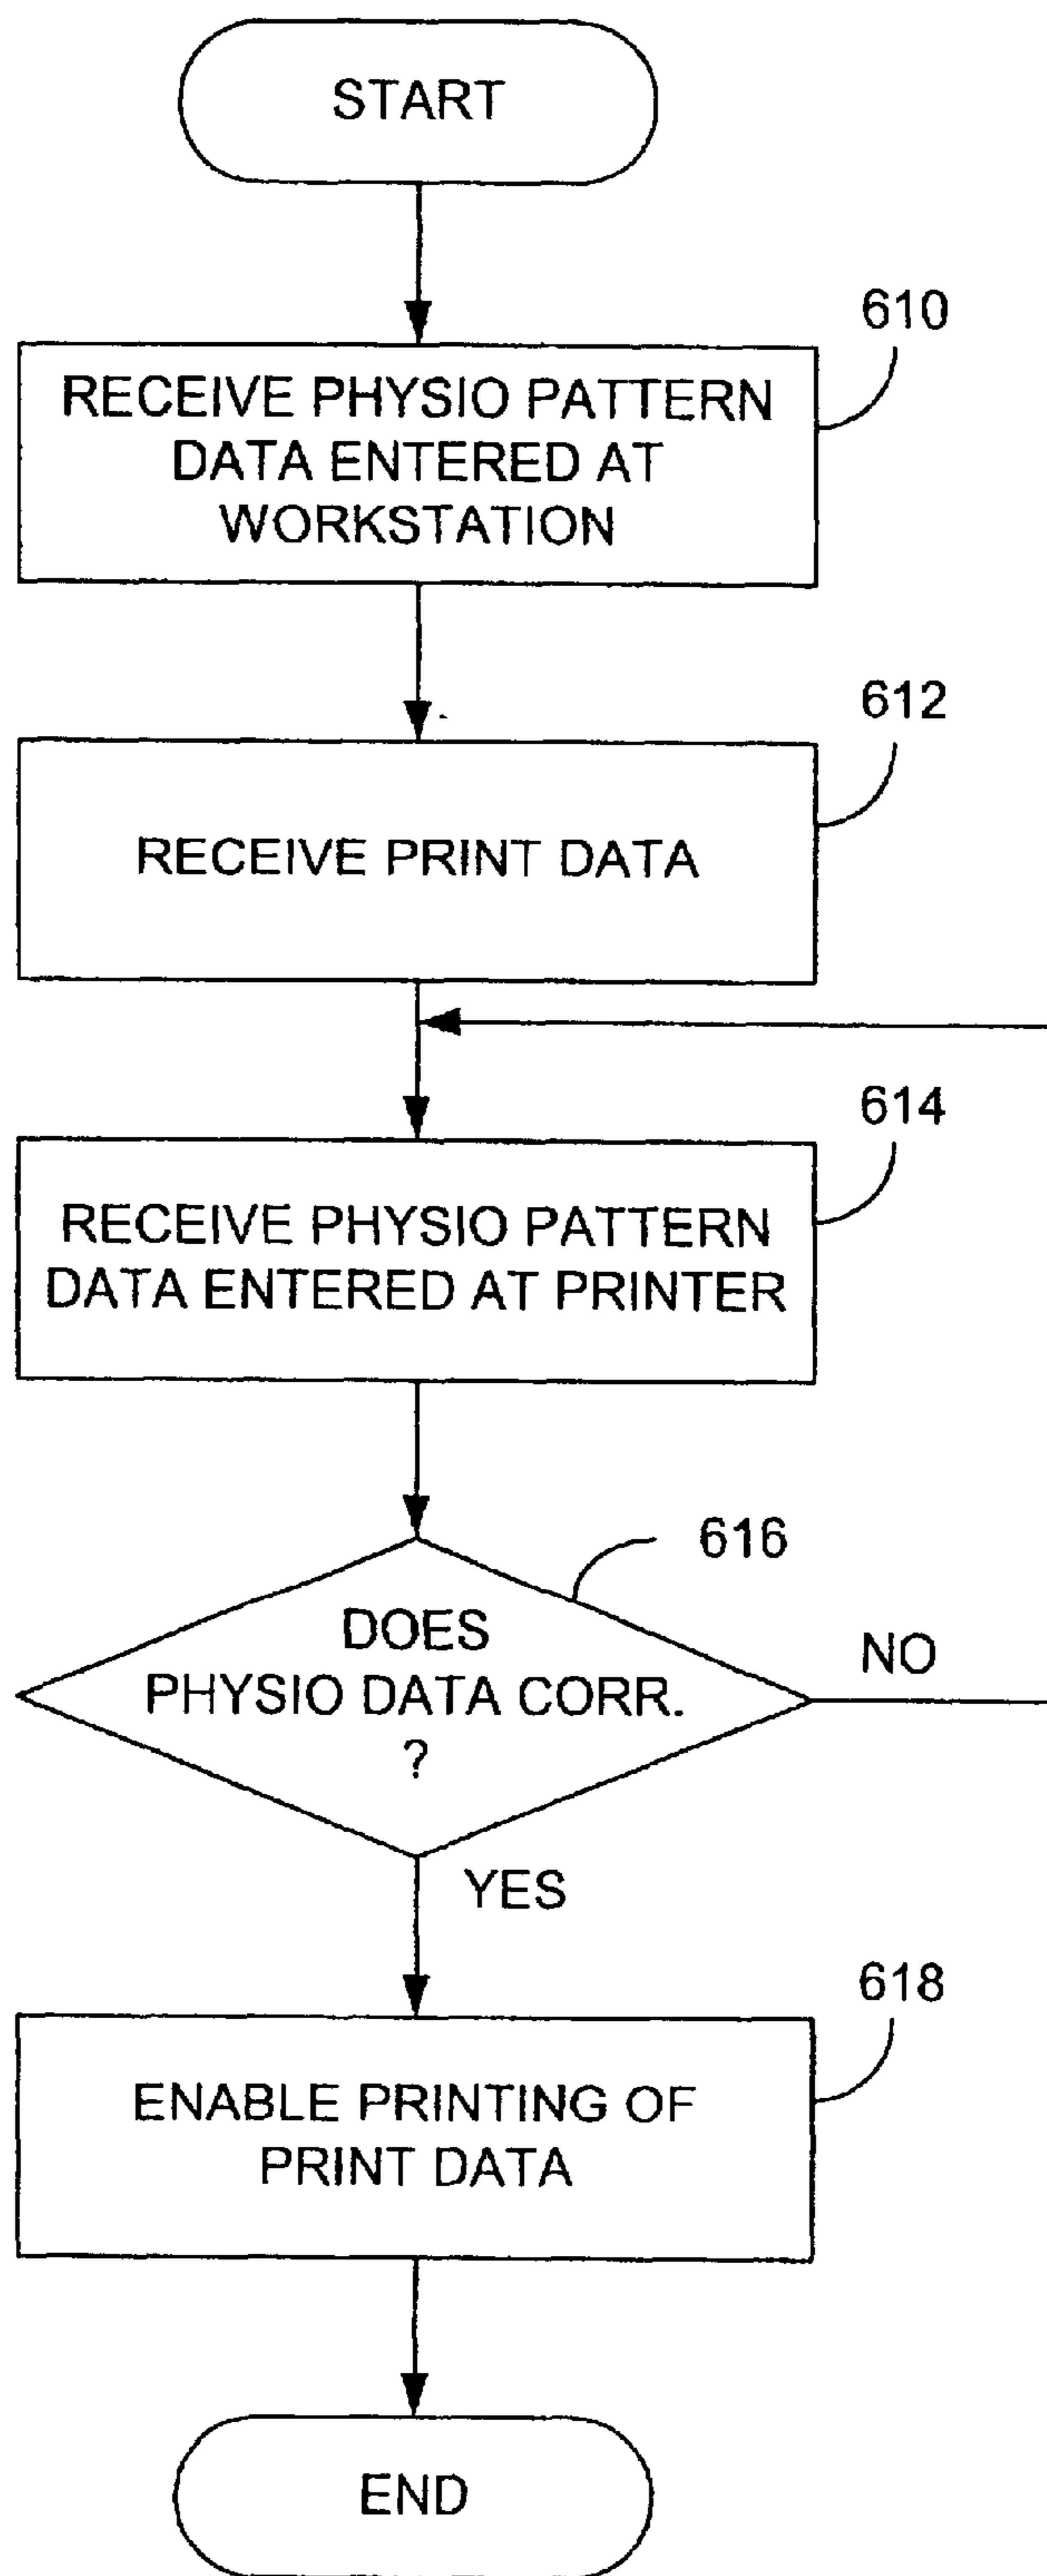 START
610
RECEIVE PHYSIO PATTERN
DATA ENTERED AT
WORKSTATION
612
RECEIVE PRINT DATA
614
RECEIVE PHYSIO PATTERN
DATA ENTERED AT PRINTER
616
DOES
PHYSIO DATA CORR.
?
NO
YES
618
ENABLE PRINTING OF
PRINT DATA
END